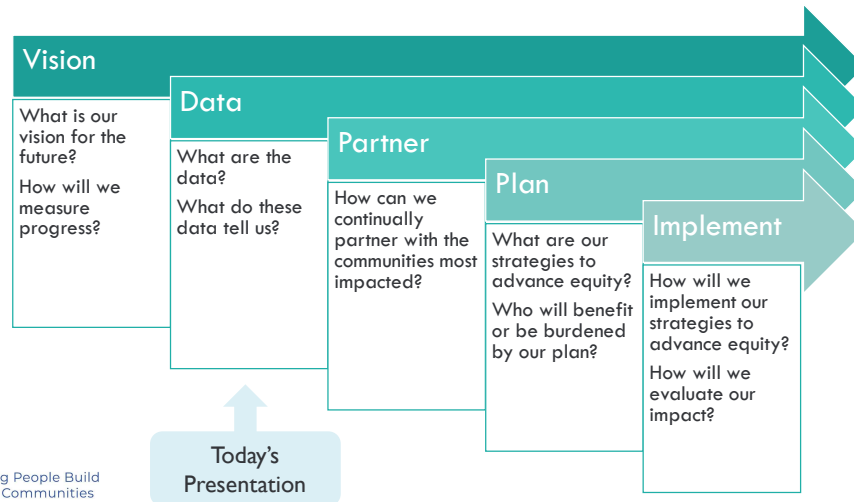 Vision
What is our
vision for the
future?
How will we
measure
progress?
Data
What are the
data?
What do these
data tell us?
Partner
How can we
continually
partner with the
communities most
impacted?
Plan
What are our
strategies to
advance equity?
Who will benefit
or be burdened
by our plan?
Implement
How will we
implement our
strategies to
advance equity?
How will we
evaluate our
impact?
Today's
Presentation
g People Build
Communities